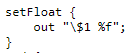 setFloat {
out "\$1 %f";
}